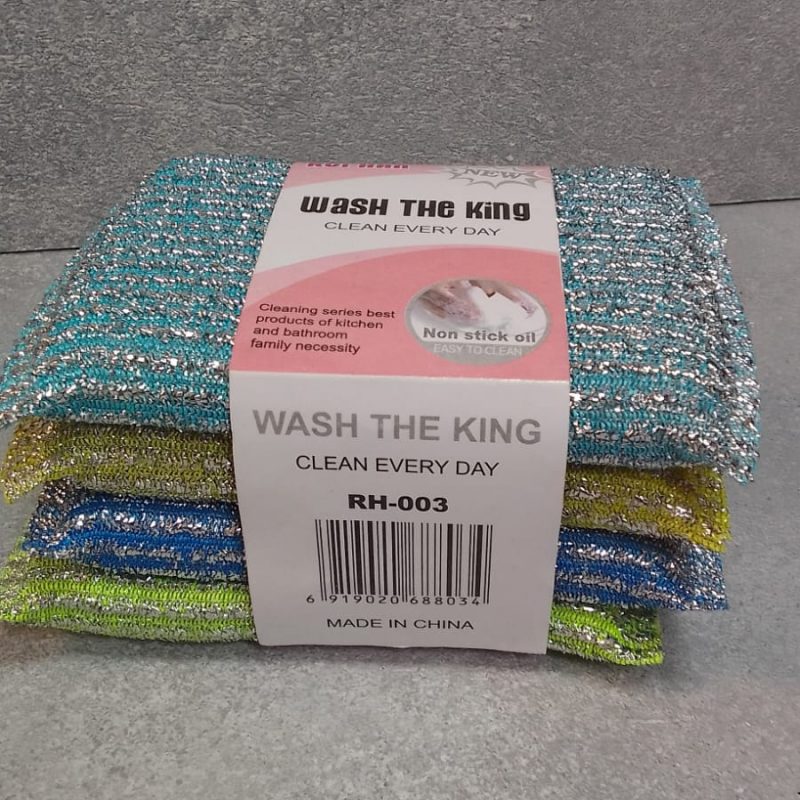 NEW
WasH THe KinG
CLEAN EVERY DAY
Cleaning series best
products of kitchen
and bathroom
family necessity
Non stick oil
EASY TO CLEAN
WASH THE KING
CLEAN EVERY DAY
RH-003
6 919020 688034
MADE IN CHINA